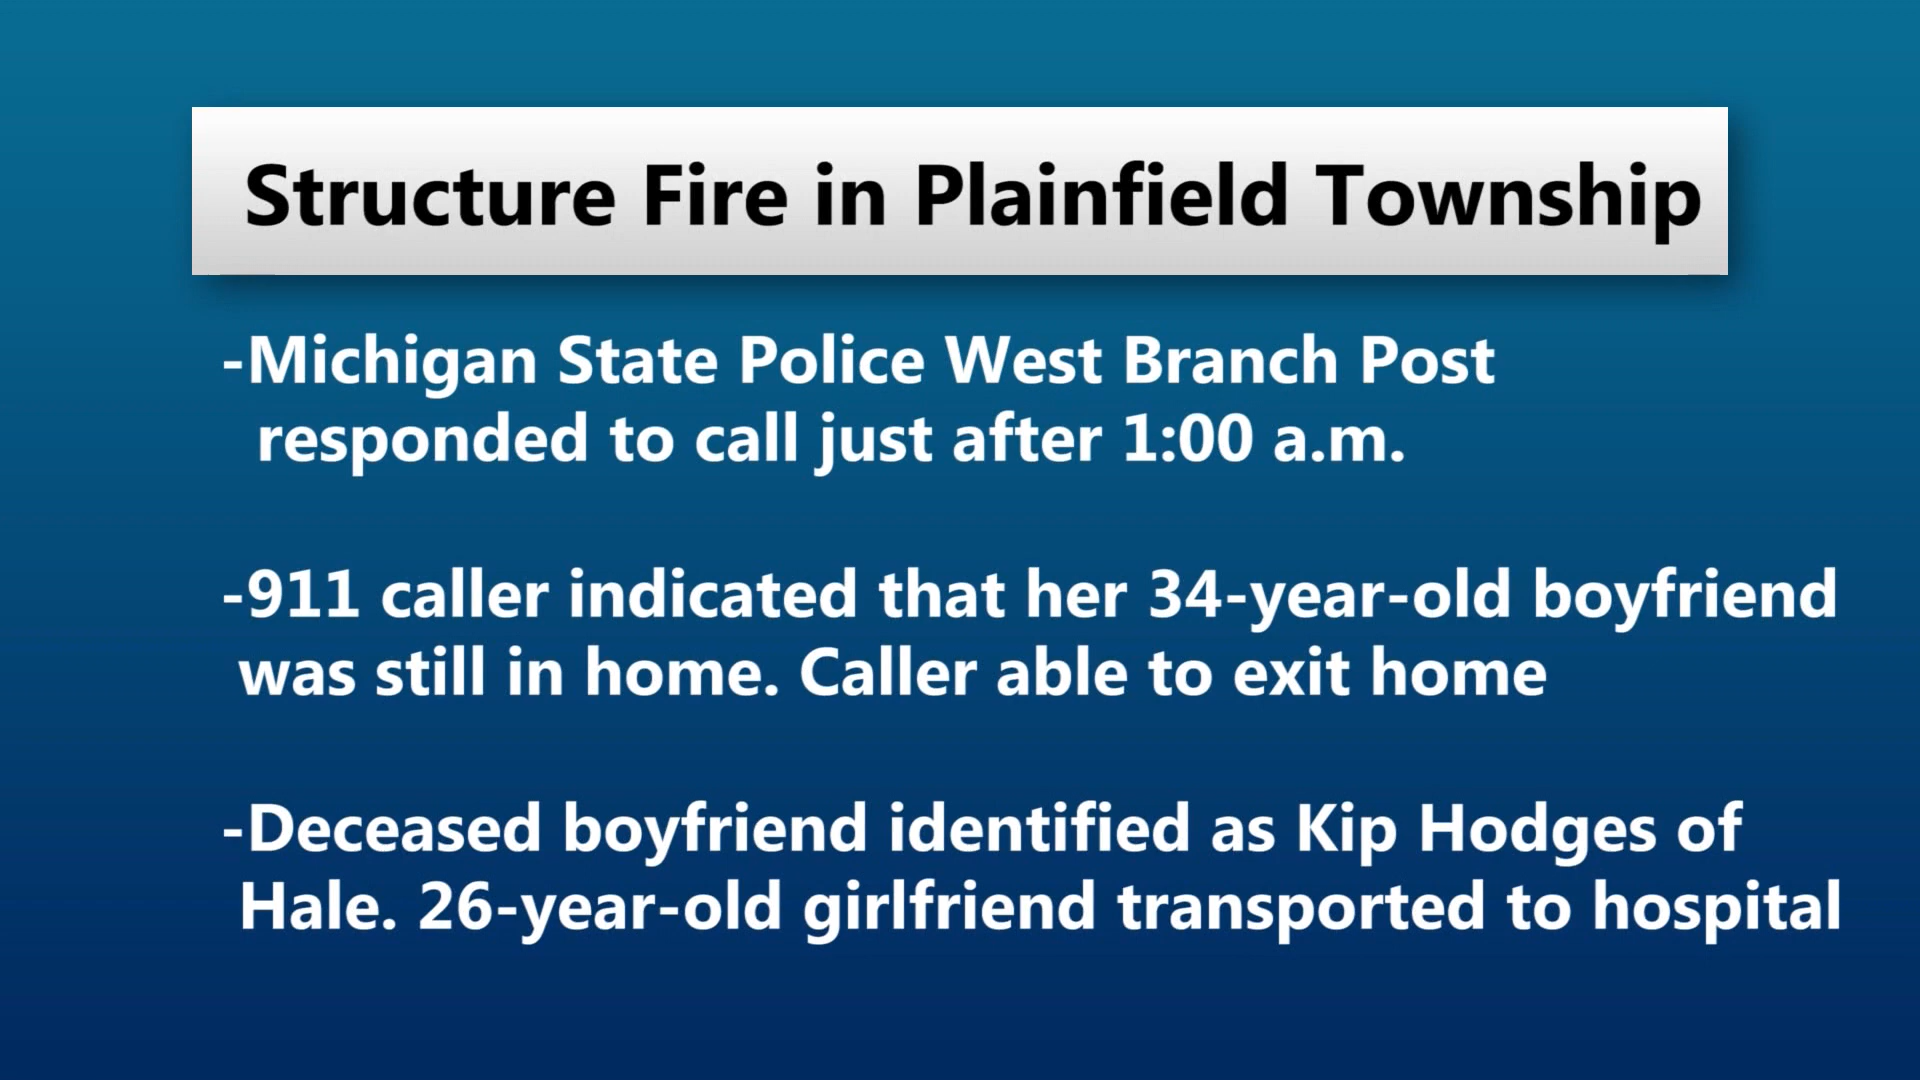 Structure Fire in Plainfield Township
-Michigan State Police West Branch Post
responded to call just after 1:00 a.m.
-911 caller indicated that her 34-year-old boyfriend
was still in home. Caller able to exit home
-Deceased boyfriend identified as Kip Hodges of
Hale. 26-year-old girlfriend transported to hospital